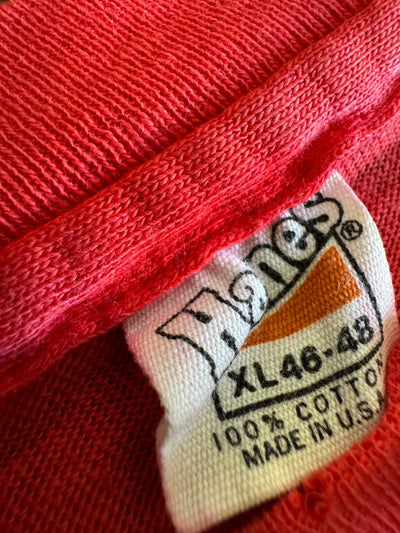 Hanes®
XL 46-48
100% COTTON
MADE IN U.S.A.